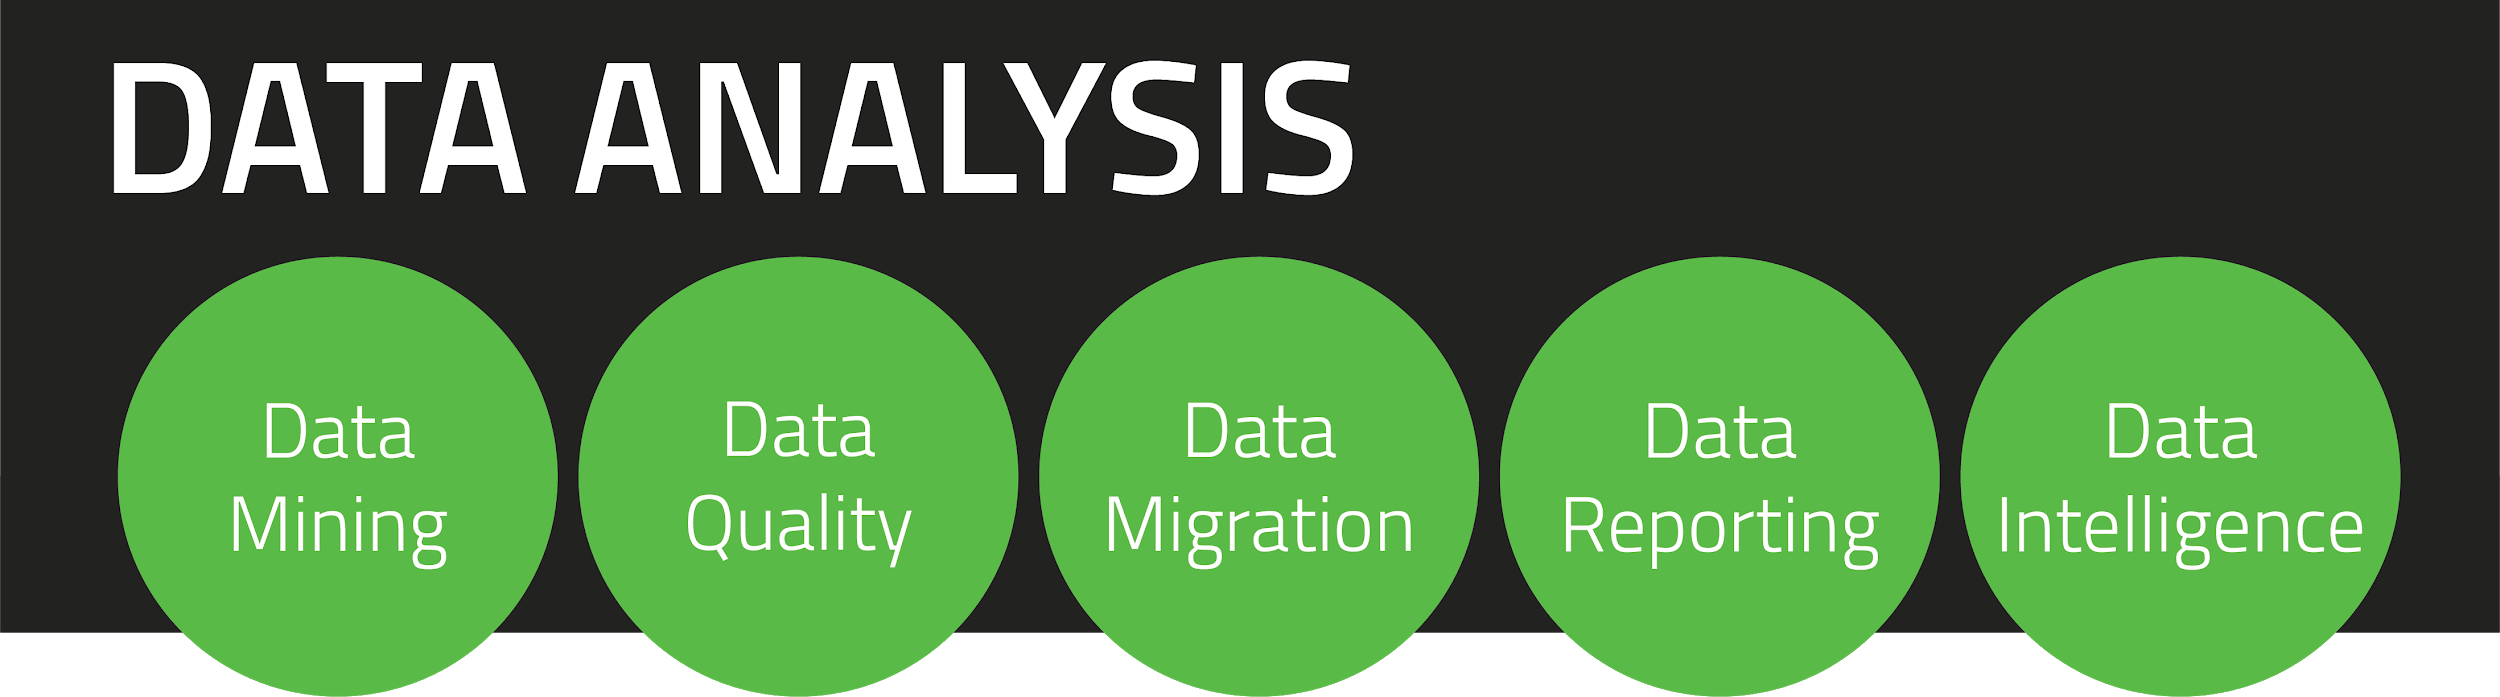 DATA ANALYSIS
Data
Mining
Data
Quality
Data
Migration
Data
Reporting
Data
Intelligence